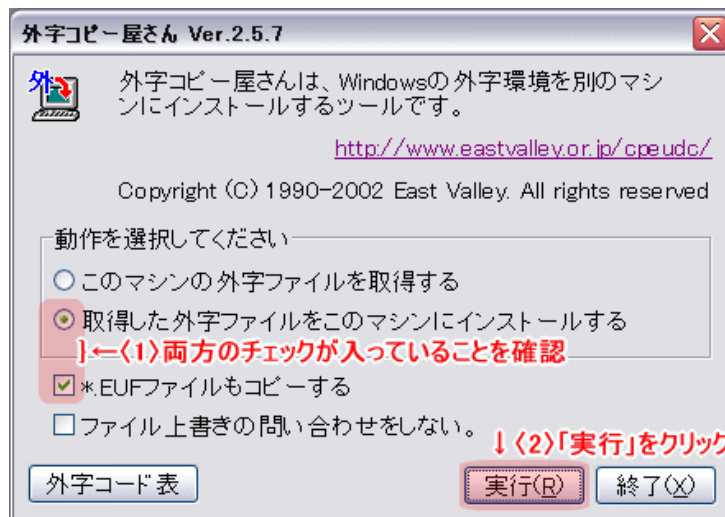 外字コピー屋さん Ver.2.5.7
外字コピー屋さんは、Windowsの外字環境を別のマシ
ンにインストールするツールです。
http://www.eastvalley.or.jp/cpeudc/
Copyright (C) 1990-2002 East Valley. All rights reserved
動作を選択してください
このマシンの外字ファイルを取得する
取得した外字ファイルをこのマシンにインストールする
}←〈1〉両方のチェックが入っていることを確認
*.EUFファイルもコピーする
ファイル上書きの問い合わせをしない。
↓〈2〉「実行」をクリック
外字コード表
実行(R)
終了(X)